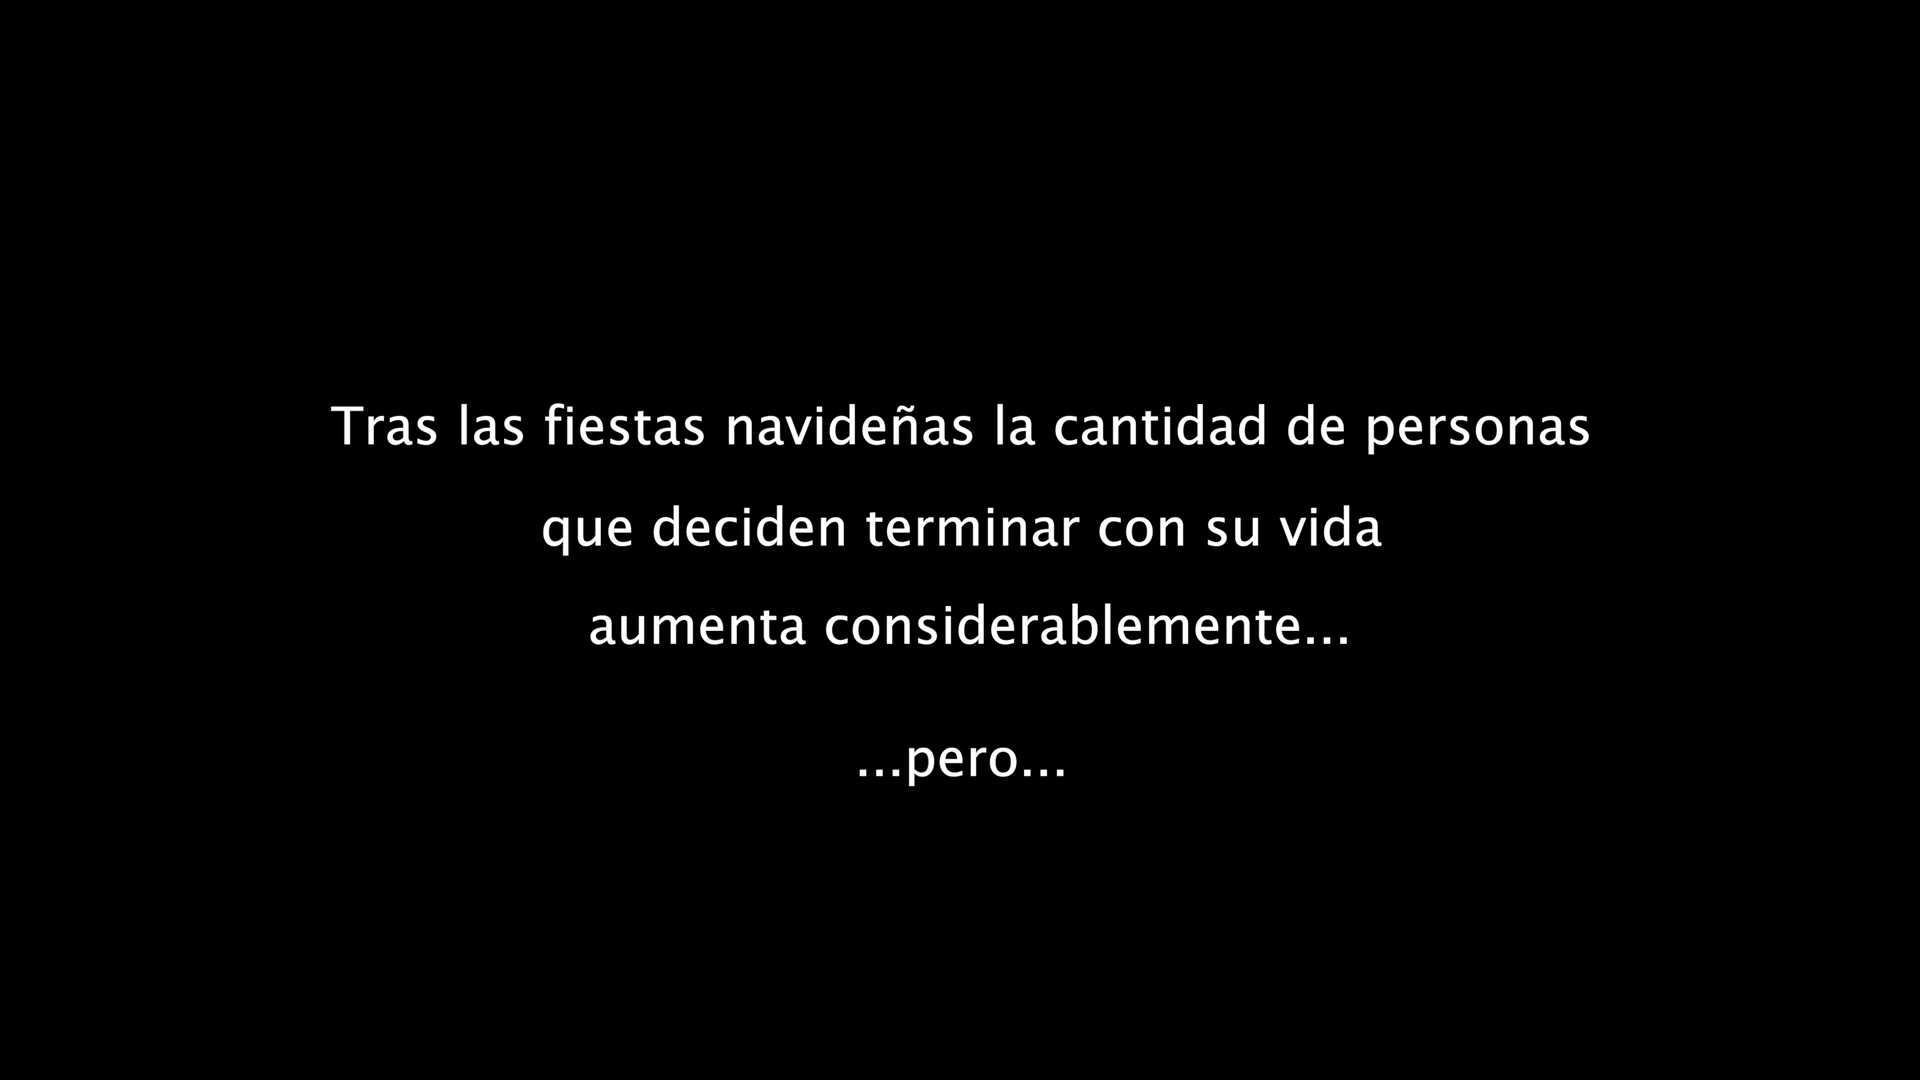 Tras las fiestas navideñas la cantidad de personas
que deciden terminar con su vida
aumenta considerablemente...
...pero...